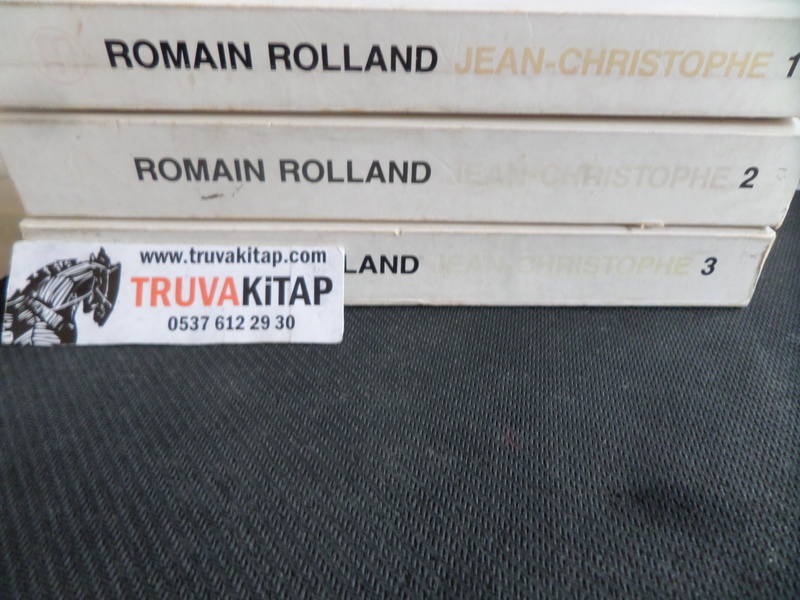 ROMAIN ROLLAND JEAN-CHRISTOPHE 1
ROMAIN ROLLAND JEAN-CHRISTOPHE 2
LAND JEAN-CHRISTOPHE 3
www.truvakitap.com
TRUVAKiTAP
0537 612 29 30